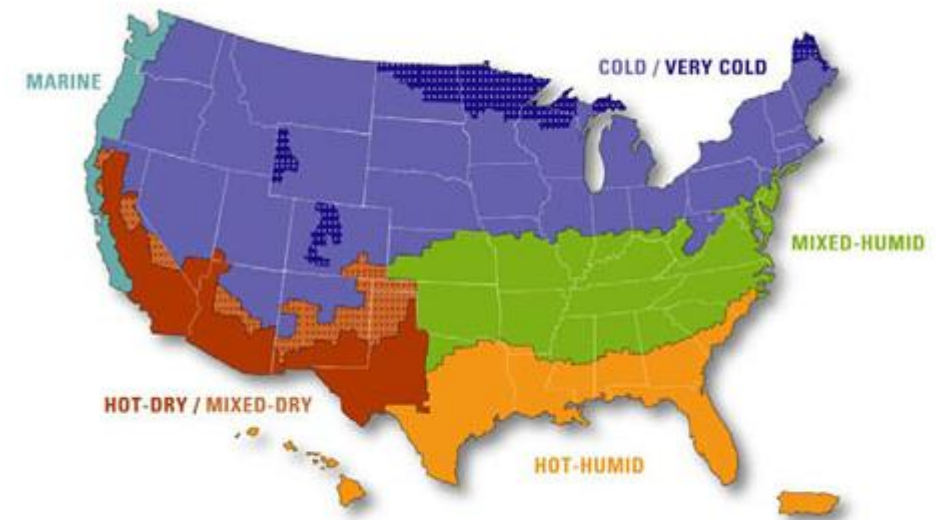 COLD / VERY COLD
MARINE
MIXED-HUMID
HOT-DRY / MIXED-DRY
HOT-HUMID